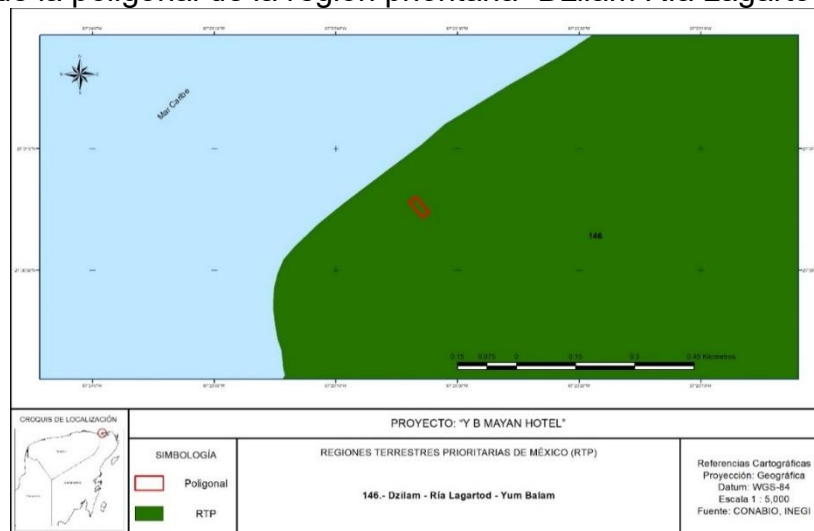 de la poligonal de la región prioritaria "Dzilam Ría Lagarto
Mar Caribe
146
0.15 0.075 0 0.15 0.3 0.45 Kilometros
CROQUIS DE LOCALIZACIÓN
PROYECTO: "Y B MAYAN HOTEL"
SIMBOLOGÍA
Poligonal
RTP
REGIONES TERRESTRES PRIORITARIAS DE MÉXICO (RTP)
146.- Dzilam - Ría Lagartod - Yum Balam
Referencias Cartográficas
Proyección: Geográfica
Datum: WGS-84
Escala 1 : 5,000
Fuente: CONABIO, INEGI